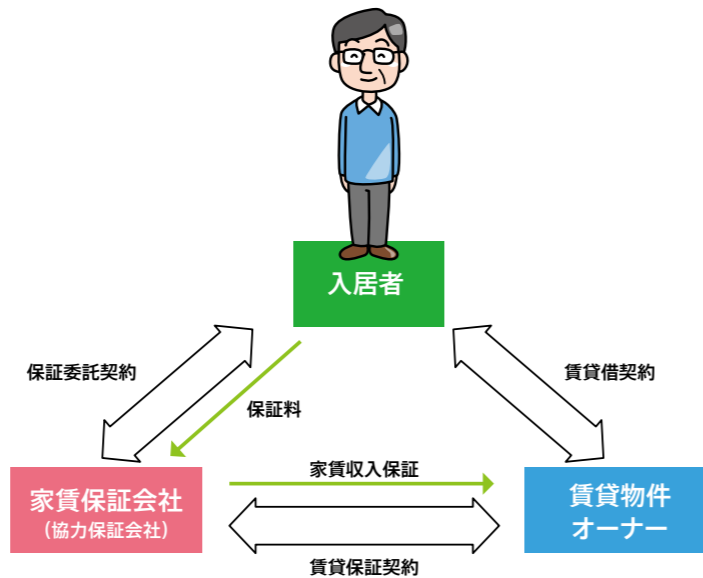 入居者
保証委託契約
賃貸借契約
保証料
家賃収入保証
家賃保証会社
(協力保証会社)
賃貸物件
オーナー
賃貸保証契約